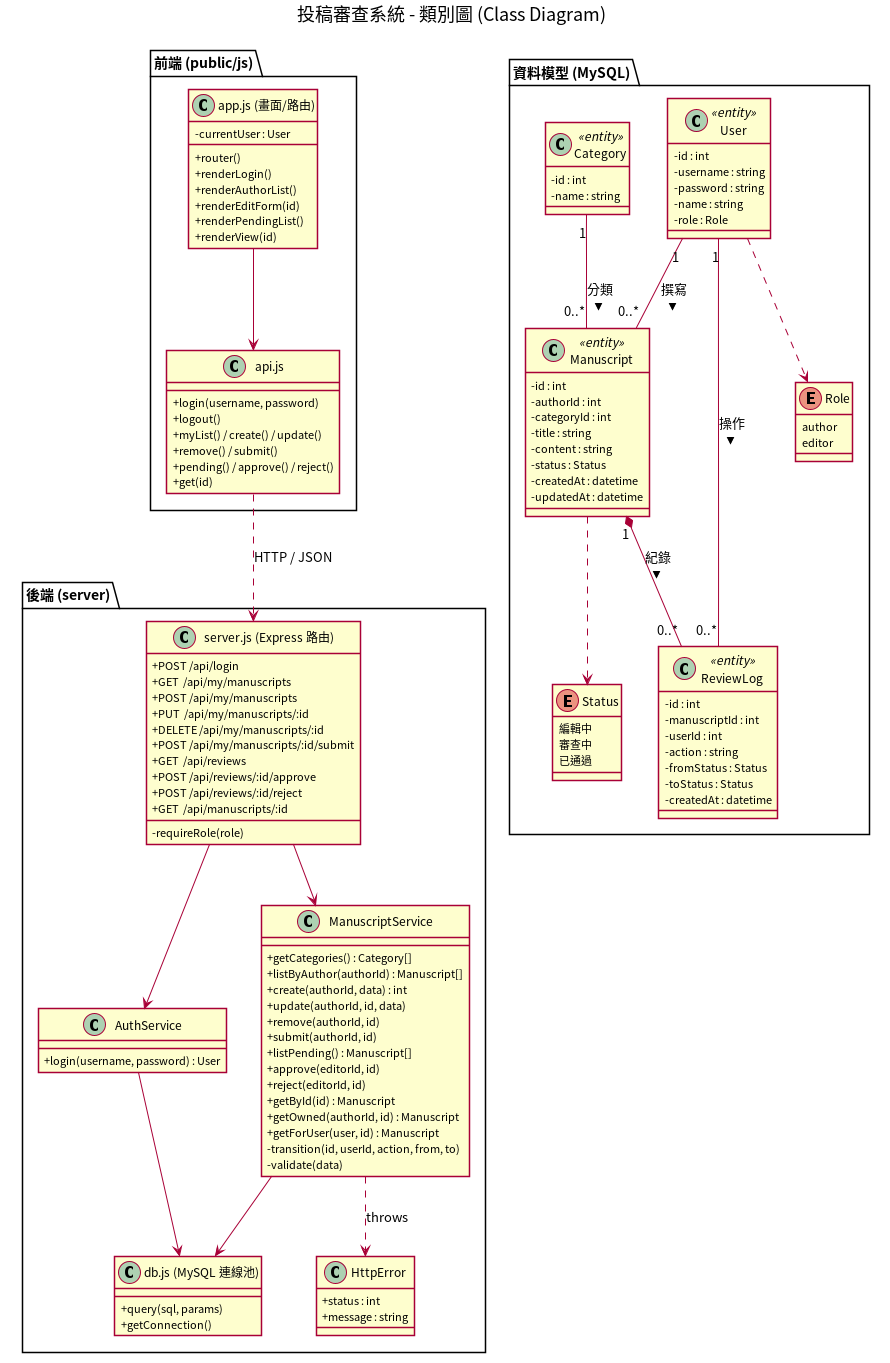 投稿審查系統 - 類別圖 (Class Diagram)
前端 (public/js)
C app.js (畫面/路由)
-currentUser : User
+router()
+renderLogin()
+renderAuthorList()
+renderEditForm(id)
+renderPendingList()
+renderView(id)
C api.js
+login(username, password)
+logout()
+myList() / create() / update()
+remove() / submit()
+pending() / approve() / reject()
+get(id)
HTTP / JSON
後端 (server)
C server.js (Express 路由)
+POST /api/login
+GET /api/my/manuscripts
+POST /api/my/manuscripts
+PUT /api/my/manuscripts/:id
+DELETE /api/my/manuscripts/:id
+POST /api/my/manuscripts/:id/submit
+GET /api/reviews
+POST /api/reviews/:id/approve
+POST /api/reviews/:id/reject
+GET /api/manuscripts/:id
-requireRole(role)
C ManuscriptService
+getCategories() : Category[]
+listByAuthor(authorId) : Manuscript[]
+create(authorId, data) : int
+update(authorId, id, data)
+remove(authorId, id)
+submit(authorId, id)
+listPending() : Manuscript[]
+approve(editorId, id)
+reject(editorId, id)
+getById(id) : Manuscript
+getOwned(authorId, id) : Manuscript
+getForUser(user, id) : Manuscript
-transition(id, userId, action, from, to)
-validate(data)
C AuthService
+login(username, password) : User
throws
C db.js (MySQL 連線池)
+query(sql, params)
+getConnection()
C HttpError
+status : int
+message : string
資料模型 (MySQL)
C «entity»
Category
-id : int
-name : string
C «entity»
User
-id : int
-username : string
-password : string
-name : string
-role : Role
1
1
1
分類
▼
撰寫
▼
0..*
0..*
C «entity»
Manuscript
-id : int
-authorId : int
-categoryId : int
-title : string
-content : string
-status : Status
-createdAt : datetime
-updatedAt : datetime
E Role
author
editor
操作
▼
1
紀錄
▼
0..*
0..*
E Status
編輯中
審查中
已通過
C «entity»
ReviewLog
-id : int
-manuscriptId : int
-userId : int
-action : string
-fromStatus : Status
-toStatus : Status
-createdAt : datetime